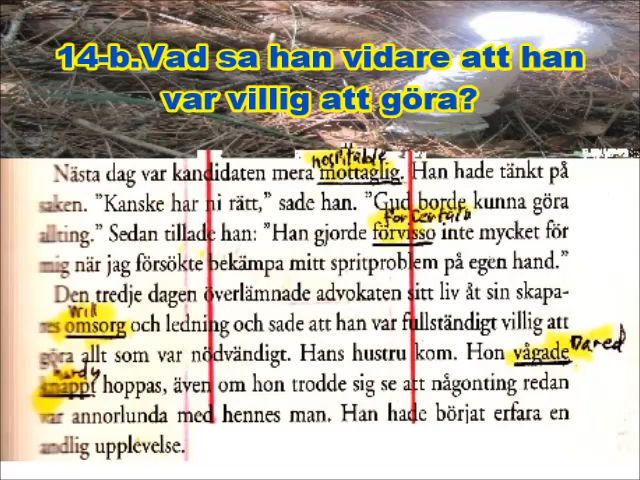 14-b.Vad sa han vidare att han
var villig att göra?
hospitable
Nästa dag var kandidaten mera mottaglig. Han hade tänkt på
saken. ”Kanske har ni rätt,” sade han. ”Gud borde kunna göra
for certain
allting.” Sedan tillade han: ”Han gjorde förvisso inte mycket för
mig när jag försökte bekämpa mitt spritproblem på egen hand.”
Den tredje dagen överlämnade advokaten sitt liv åt sin skapa-
will
res omsorg och ledning och sade att han var fullständigt villig att
göra allt som var nödvändigt. Hans hustru kom. Hon vågade Dared
hardy
knappt hoppas, även om hon trodde sig se att någonting redan
var annorlunda med hennes man. Han hade börjat erfara en
andlig upplevelse.